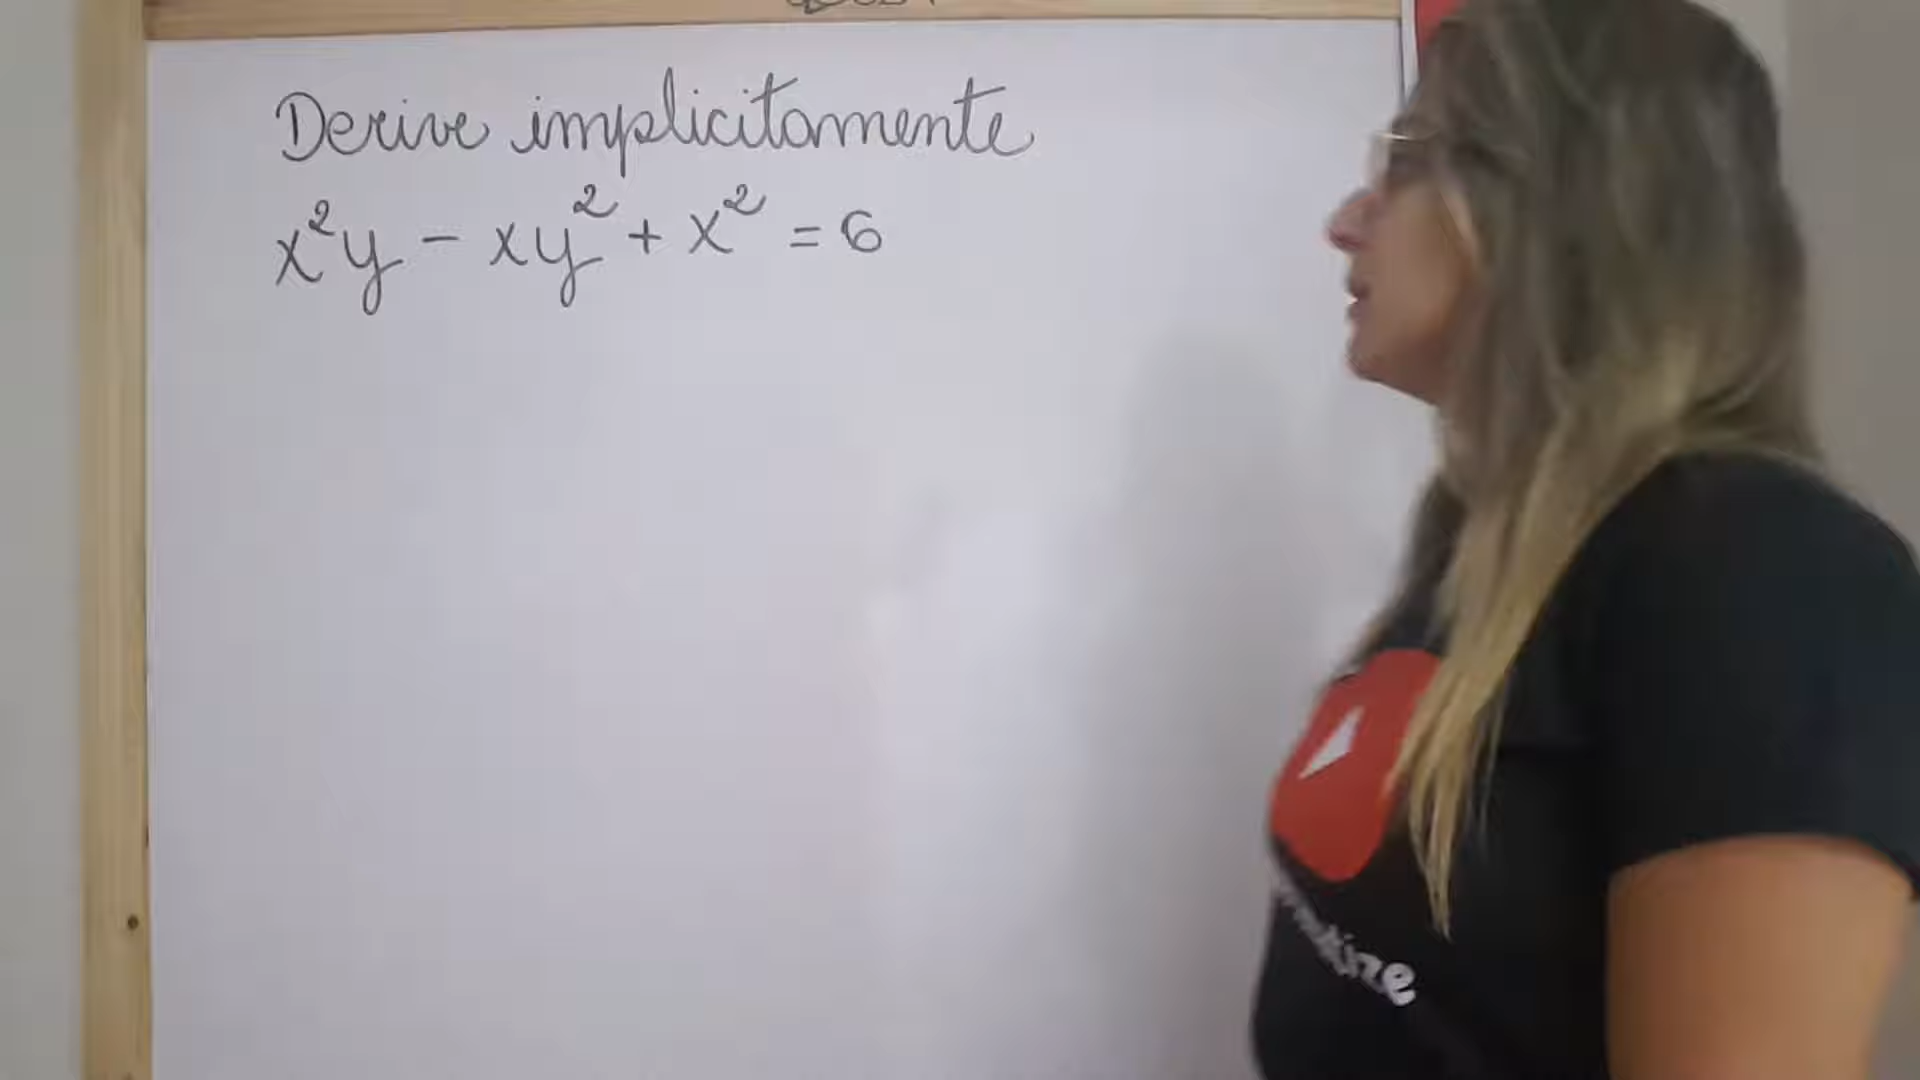 Derive implicitamente
x²y - xy² + x² = 6